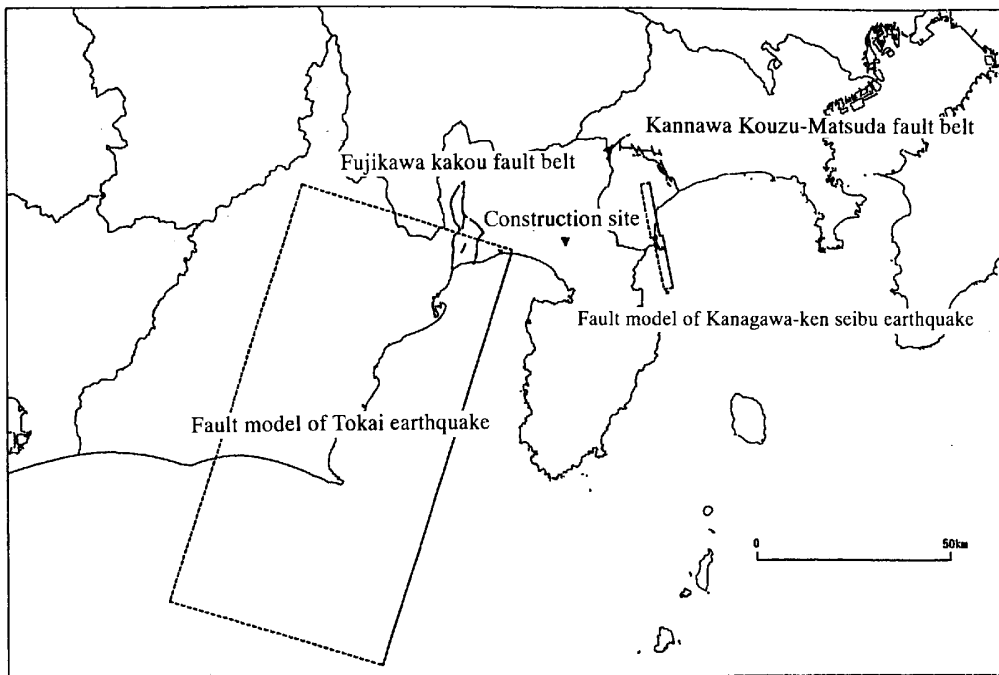 Kannawa Kouzu-Matsuda fault belt
Fujikawa kakou fault belt
Construction site
Fault model of Kanagawa-ken seibu earthquake
Fault model of Tokai earthquake
0 50km